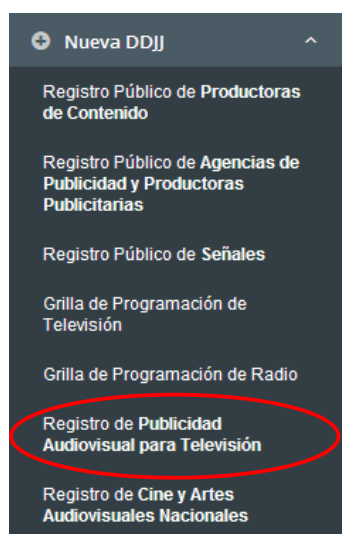 Nueva DDJJ
Registro Público de Productoras
de Contenido
Registro Público de Agencias de
Publicidad y Productoras
Publicitarias
Registro Público de Señales
Grilla de Programación de
Televisión
Grilla de Programación de Radio
Registro de Publicidad
Audiovisual para Televisión
Registro de Cine y Artes
Audiovisuales Nacionales